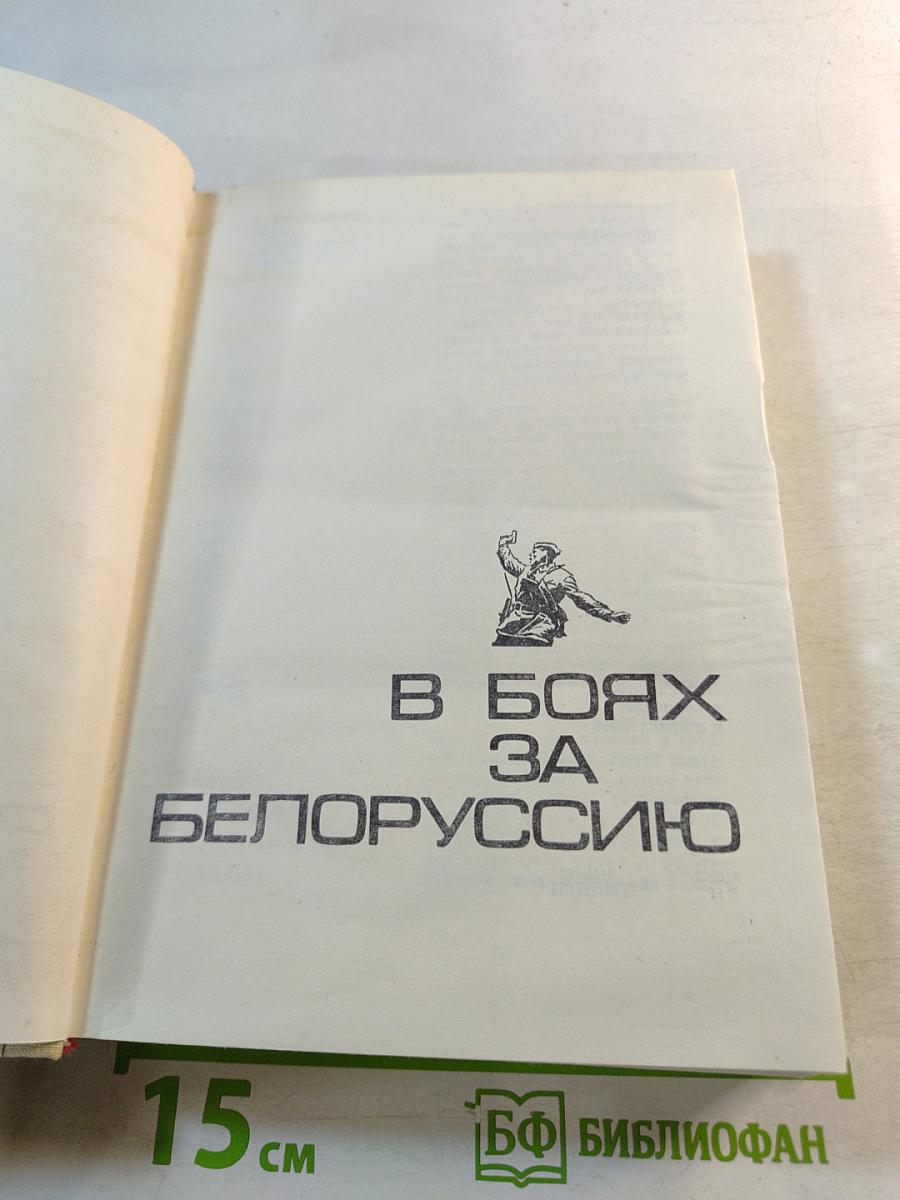 В БОЯХ
ЗА
БЕЛОРУССИЮ
15 см
БФ БИБЛИОФАН